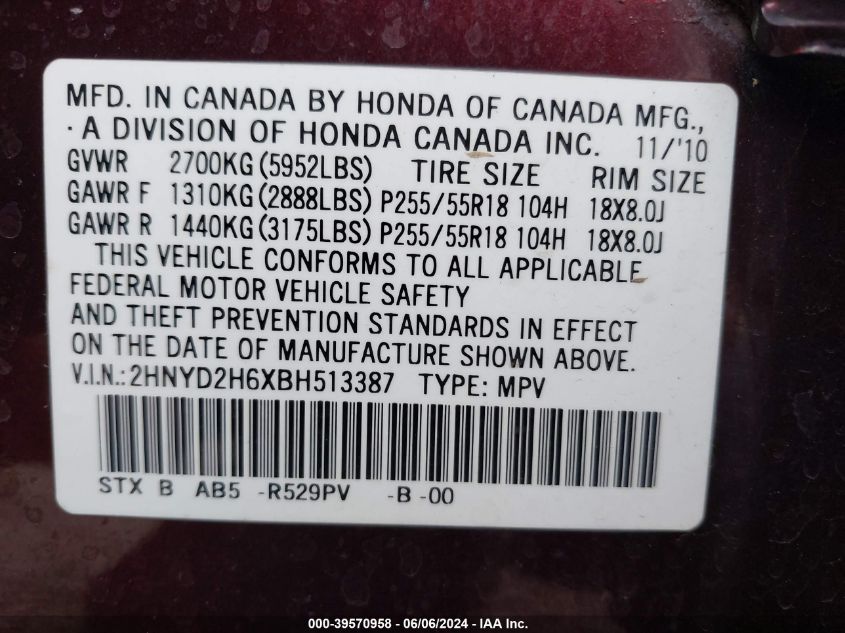 MFD. IN CANADA BY HONDA OF CANADA MFG.,
· A DIVISION OF HONDA CANADA INC. 11/'10
GVWR 2700KG (5952LBS) TIRE SIZE RIM SIZE
GAWR F 1310KG (2888LBS) P255/55R18 104H 18X8.0J
GAWR R 1440KG (3175LBS) P255/55R18 104H 18X8.0J
THIS VEHICLE CONFORMS TO ALL APPLICABLE
FEDERAL MOTOR VEHICLE SAFETY
AND THEFT PREVENTION STANDARDS IN EFFECT
ON THE DATE OF MANUFACTURE SHOWN ABOVE.
V.I.N.:2HNYD2H6XBH513387 TYPE: MPV
STX B AB5 -R529PV -B -00
000-39570958 - 06/06/2024 - IAA Inc.